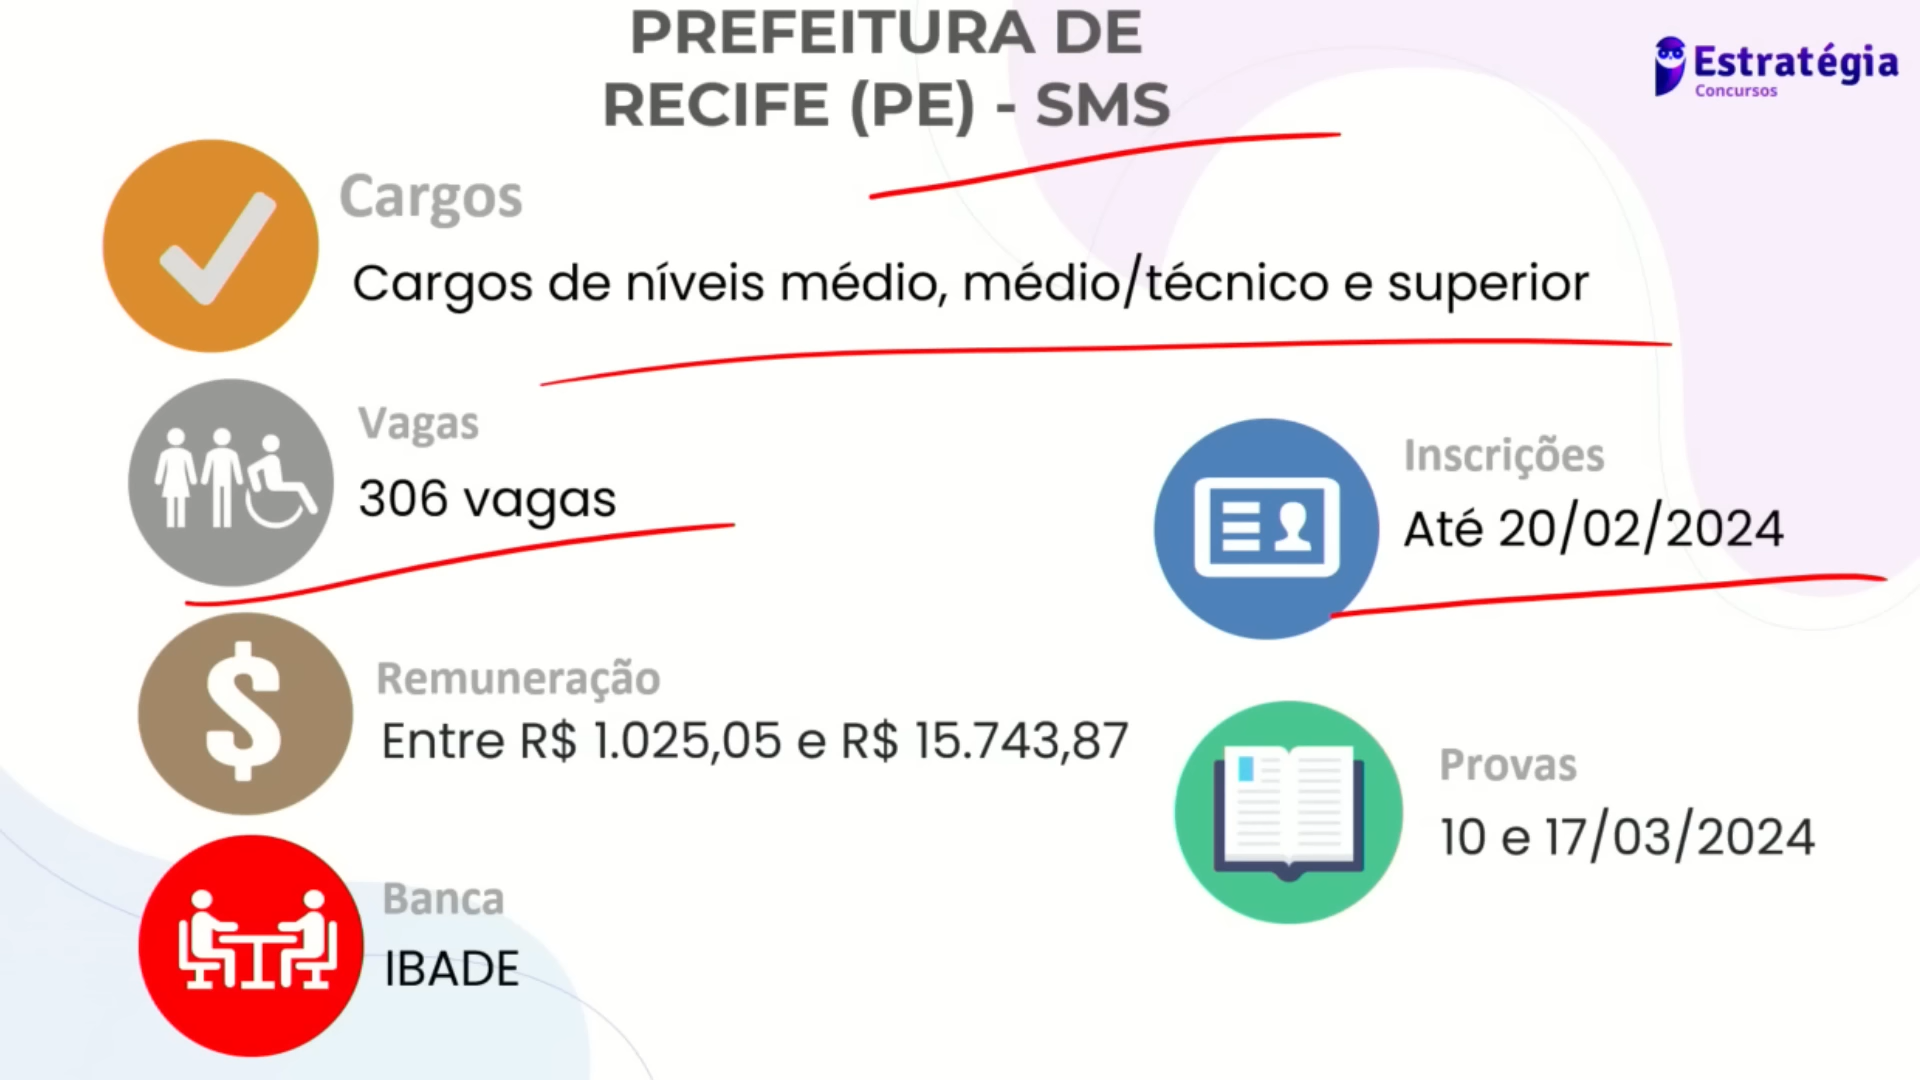 PREFEITURA DE
RECIFE (PE) - SMS
Estratégia
Concursos
Cargos
Cargos de níveis médio, médio/técnico e superior
Vagas
306 vagas
Inscrições
Até 20/02/2024
Remuneração
Entre R$ 1.025,05 e R$ 15.743,87
Provas
10 e 17/03/2024
Banca
IBADE